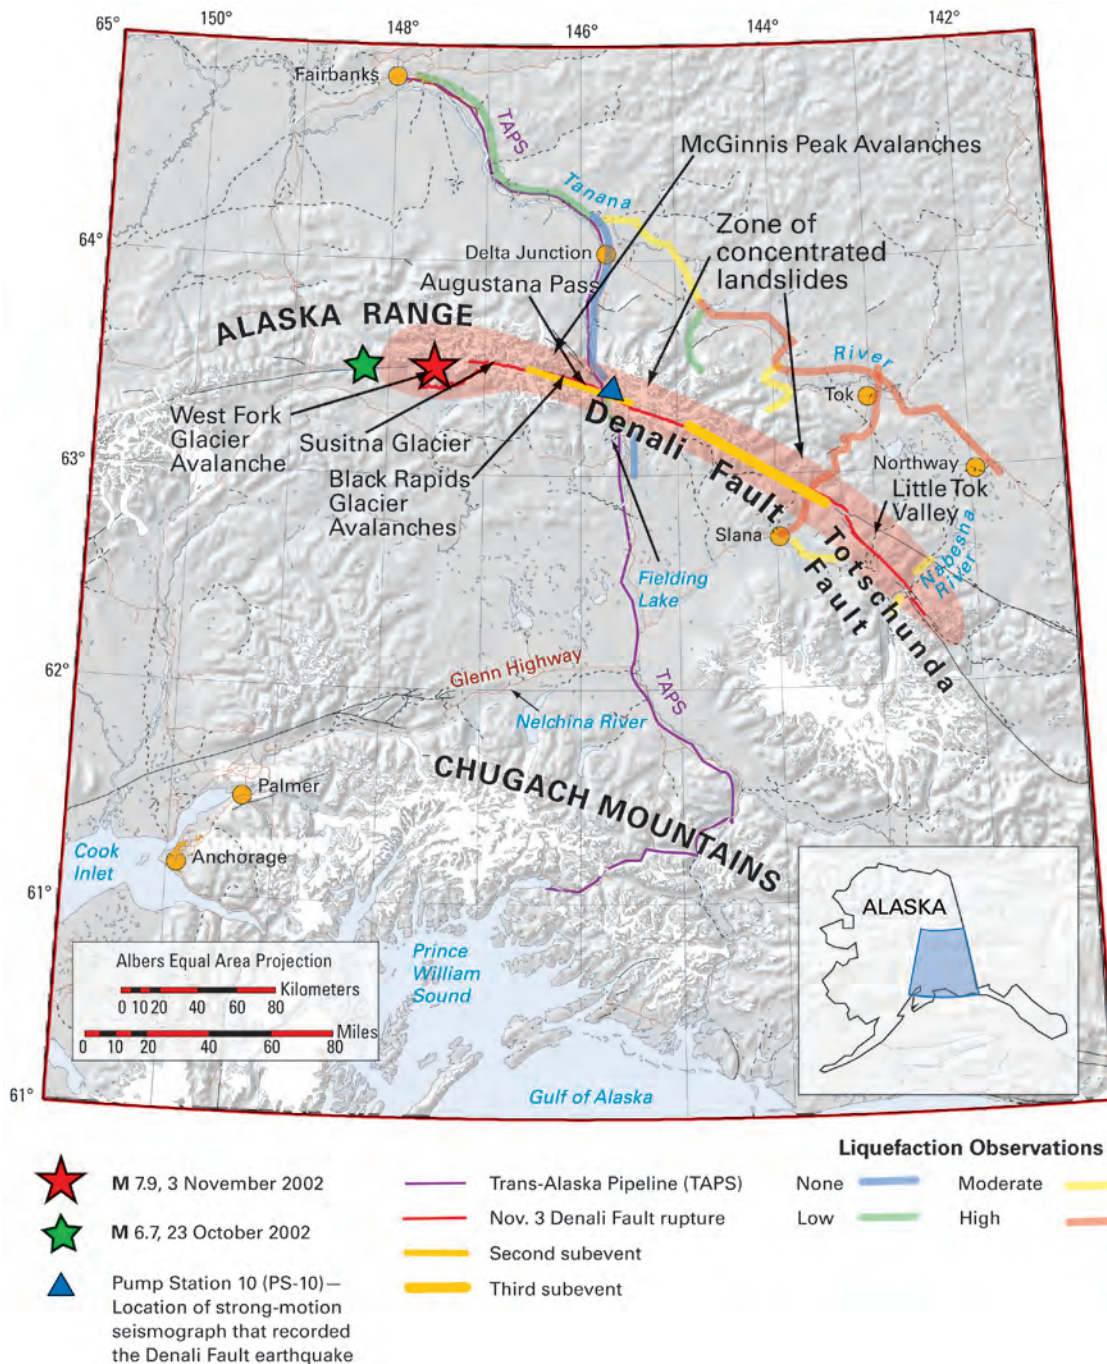 65°
150°
148°
146°
144°
142°
Fairbanks
TAPS
McGinnis Peak Avalanches
Tanana
64°
Delta Junction
Zone of
concentrated
landslides
Augustana Pass
ALASKA RANGE
River
Tok
West Fork
Glacier
Avalanche
Susitna Glacier
Black Rapids
Glacier
Avalanches
Denali Fault
63°
Northway
Little Tok
Valley
Slana
Nabesna
River
Totschunda
Fault
Fielding
Lake
62°
Glenn Highway
TAPS
Nelchina River
CHUGACH MOUNTAINS
Palmer
Cook
Inlet
Anchorage
61°
ALASKA
Prince
William
Sound
Albers Equal Area Projection
Kilometers
0 10 20 40 60 80
Miles
0 10 20 40 60 80
Gulf of Alaska
61°
Liquefaction Observations
M 7.9, 3 November 2002
Trans-Alaska Pipeline (TAPS)
None
Moderate
M 6.7, 23 October 2002
Nov. 3 Denali Fault rupture
Low
High
Second subevent
Pump Station 10 (PS-10)—
Location of strong-motion
seismograph that recorded
the Denali Fault earthquake
Third subevent